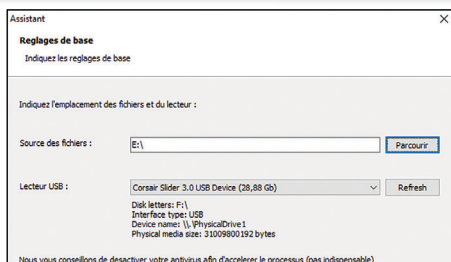 Assistant
Reglages de base
Indiquez les reglages de base
Indiquez l'emplacement des fichiers et du lecteur :
Source des fichiers : E:\ Parcourir
Lecteur USB : Corsair Slider 3.0 USB Device (28,88 Gb) Refresh
Disk letters: F:\
Interface type: USB
Device name: \\.\PhysicalDrive1
Physical media size: 31009800192 bytes
Nous vous conseillons de desactiver votre antivirus afin d'accelerer le processus (pas indispensable)